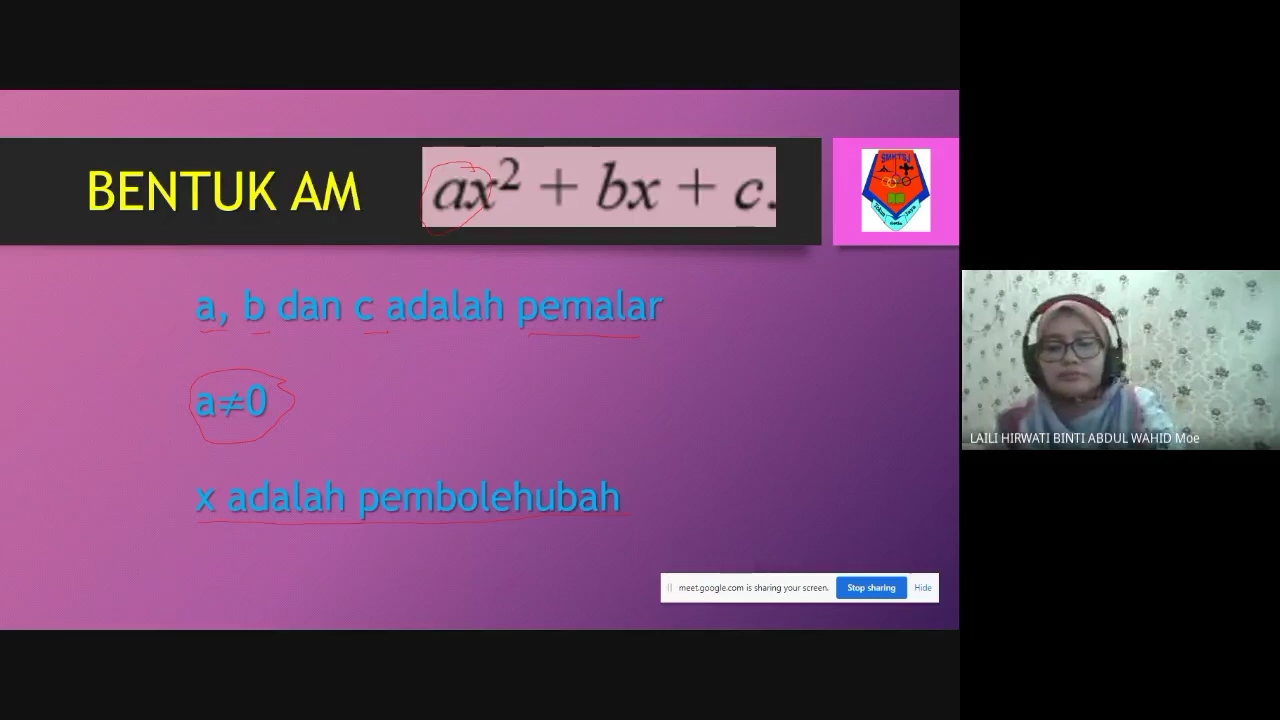 BENTUK AM
ax² + bx + c.
SMKTSJ
a, b dan c adalah pemalar
a≠0
x adalah pembolehubah
LAILI HIRWATI BINTI ABDUL WAHID Moe
meet.google.com is sharing your screen.
Stop sharing
Hide